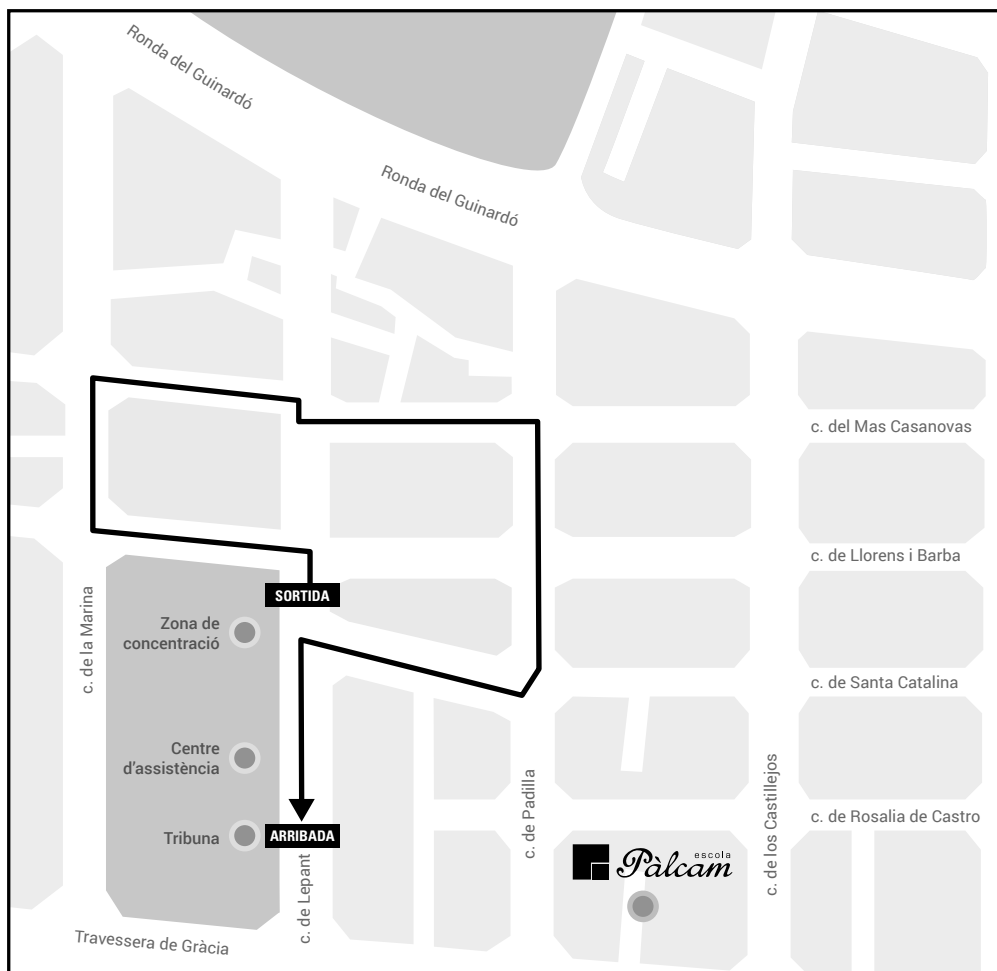 Ronda del Guinardó
Ronda del Guinardó
c. del Mas Casanovas
c. de Llorens i Barba
SORTIDA
c. de la Marina
Zona de
concentració
c. de Santa Catalina
Centre
d'assistència
c. de Padilla
c. de los Castillejos
c. de Rosalia de Castro
Tribuna
ARRIBADA
c. de Lepant
escola
Pàlcam
Travessera de Gràcia